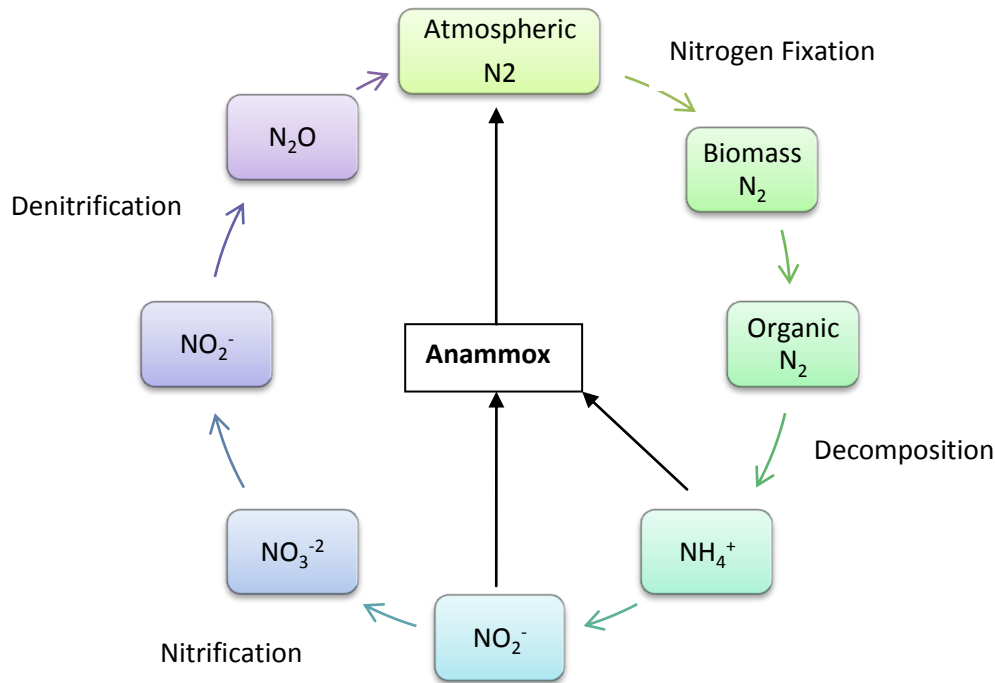 Atmospheric
N2
Nitrogen Fixation
Biomass
N₂
Organic
N₂
Decomposition
NH₄⁺
NO₂⁻
Nitrification
NO₃⁻²
NO₂⁻
Denitrification
N₂O
Anammox